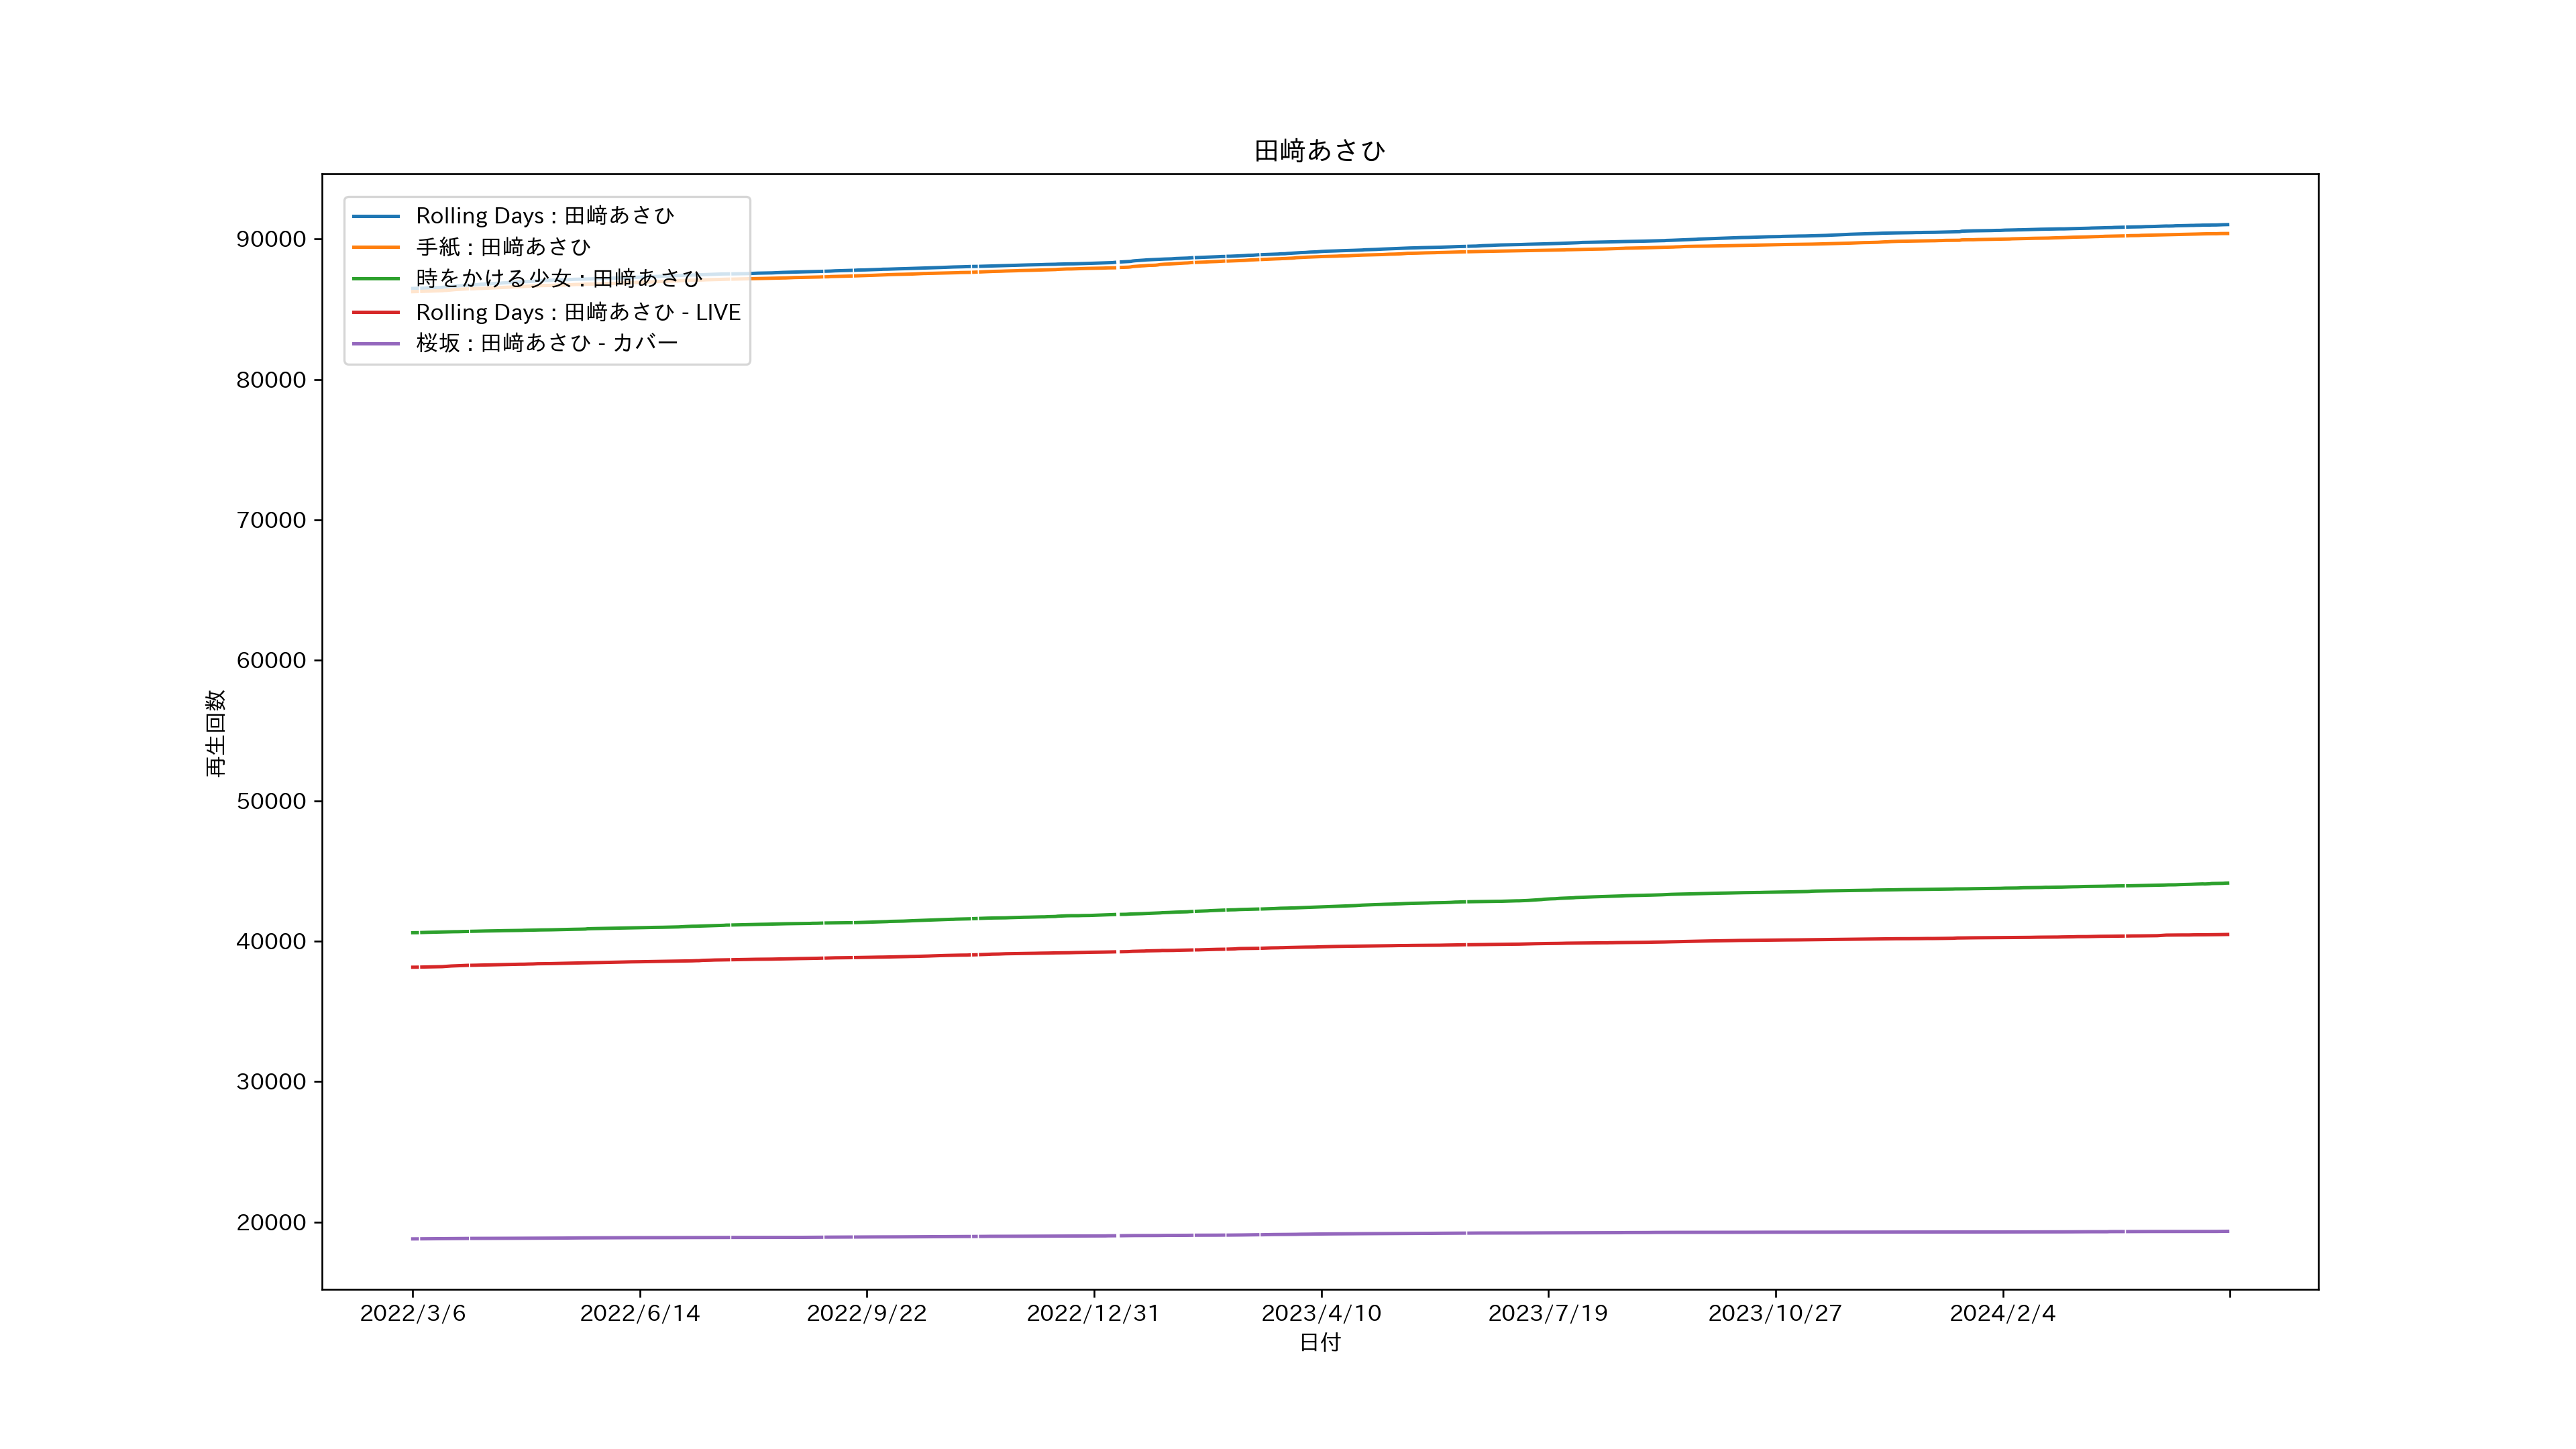 田﨑あさひ
Rolling Days : 田﨑あさひ
手紙 : 田﨑あさひ
時をかける少女 : 田﨑あさひ
Rolling Days : 田﨑あさひ - LIVE
桜坂 : 田﨑あさひ - カバー
90000
80000
70000
60000
50000
40000
30000
20000
再生回数
2022/3/6
2022/6/14
2022/9/22
2022/12/31
2023/4/10
2023/7/19
2023/10/27
2024/2/4
日付